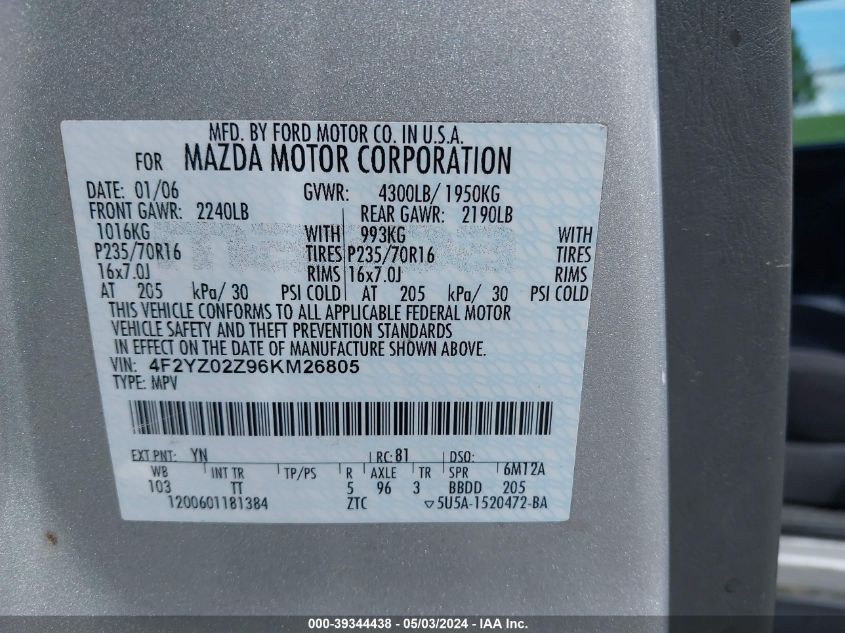 MFD. BY FORD MOTOR CO. IN U.S.A.
FOR MAZDA MOTOR CORPORATION
DATE: 01/06 GVWR: 4300LB/ 1950KG
FRONT GAWR: 2240LB REAR GAWR: 2190LB
1016KG WITH 993KG WITH
P235/70R16 TIRES P235/70R16 TIRES
16x7.0J RIMS 16x7.0J RIMS
AT 205 kPa/ 30 PSI COLD AT 205 kPa/ 30 PSI COLD
THIS VEHICLE CONFORMS TO ALL APPLICABLE FEDERAL MOTOR
VEHICLE SAFETY AND THEFT PREVENTION STANDARDS
IN EFFECT ON THE DATE OF MANUFACTURE SHOWN ABOVE.
VIN: 4F2YZ02Z96KM26805
TYPE: MPV
EXT PNT: YN RC: 81 DSO:
WB INT TR TP/PS R AXLE TR SPR 6M12A
103 TT 5 96 3 BBDD 205
1200601181384 ZTC ▽5U5A-1520472-BA
000-39344438 - 05/03/2024 - IAA Inc.